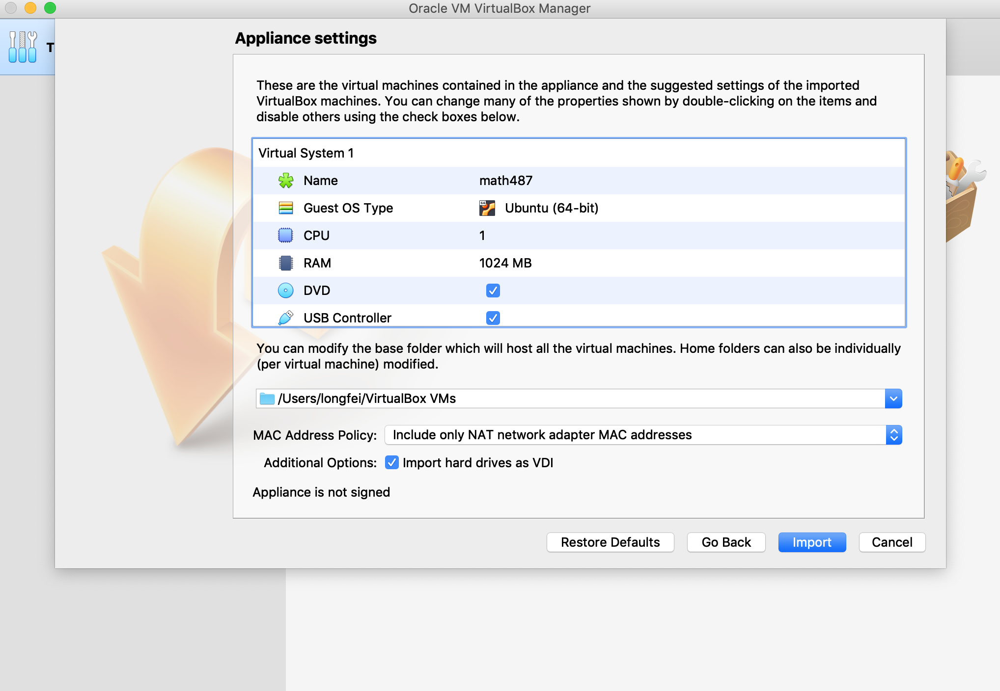 Oracle VM VirtualBox Manager
T
Appliance settings
These are the virtual machines contained in the appliance and the suggested settings of the imported
VirtualBox machines. You can change many of the properties shown by double-clicking on the items and
disable others using the check boxes below.
Virtual System 1
Name math487
Guest OS Type 64 Ubuntu (64-bit)
CPU 1
RAM 1024 MB
DVD
USB Controller
You can modify the base folder which will host all the virtual machines. Home folders can also be individually
(per virtual machine) modified.
/Users/longfei/VirtualBox VMs
MAC Address Policy: Include only NAT network adapter MAC addresses
Additional Options: Import hard drives as VDI
Appliance is not signed
Restore Defaults Go Back Import Cancel